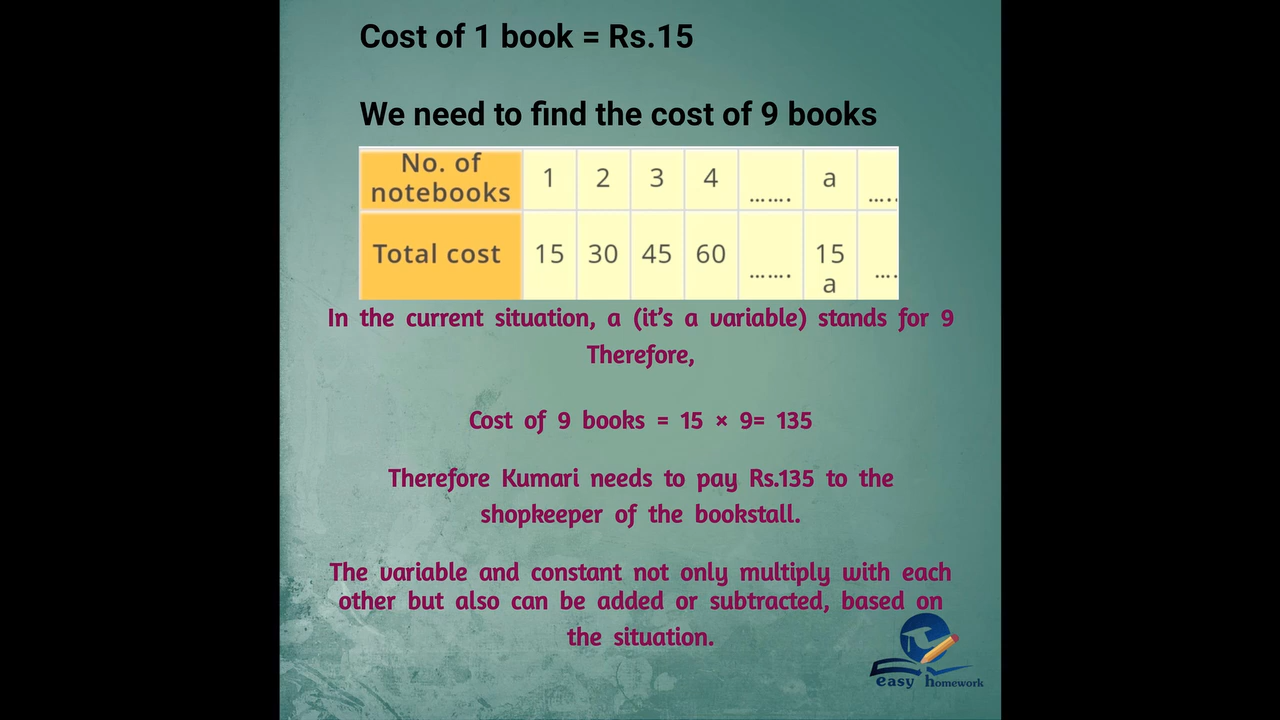 Cost of 1 book = Rs.15
We need to find the cost of 9 books
No. of notebooks 1 2 3 4 ....... a .....
Total cost 15 30 45 60 ....... 15 a ....
In the current situation, a (it's a variable) stands for 9
Therefore,
Cost of 9 books = 15 × 9= 135
Therefore Kumari needs to pay Rs.135 to the
shopkeeper of the bookstall.
The variable and constant not only multiply with each
other but also can be added or subtracted, based on
the situation.
easy homework